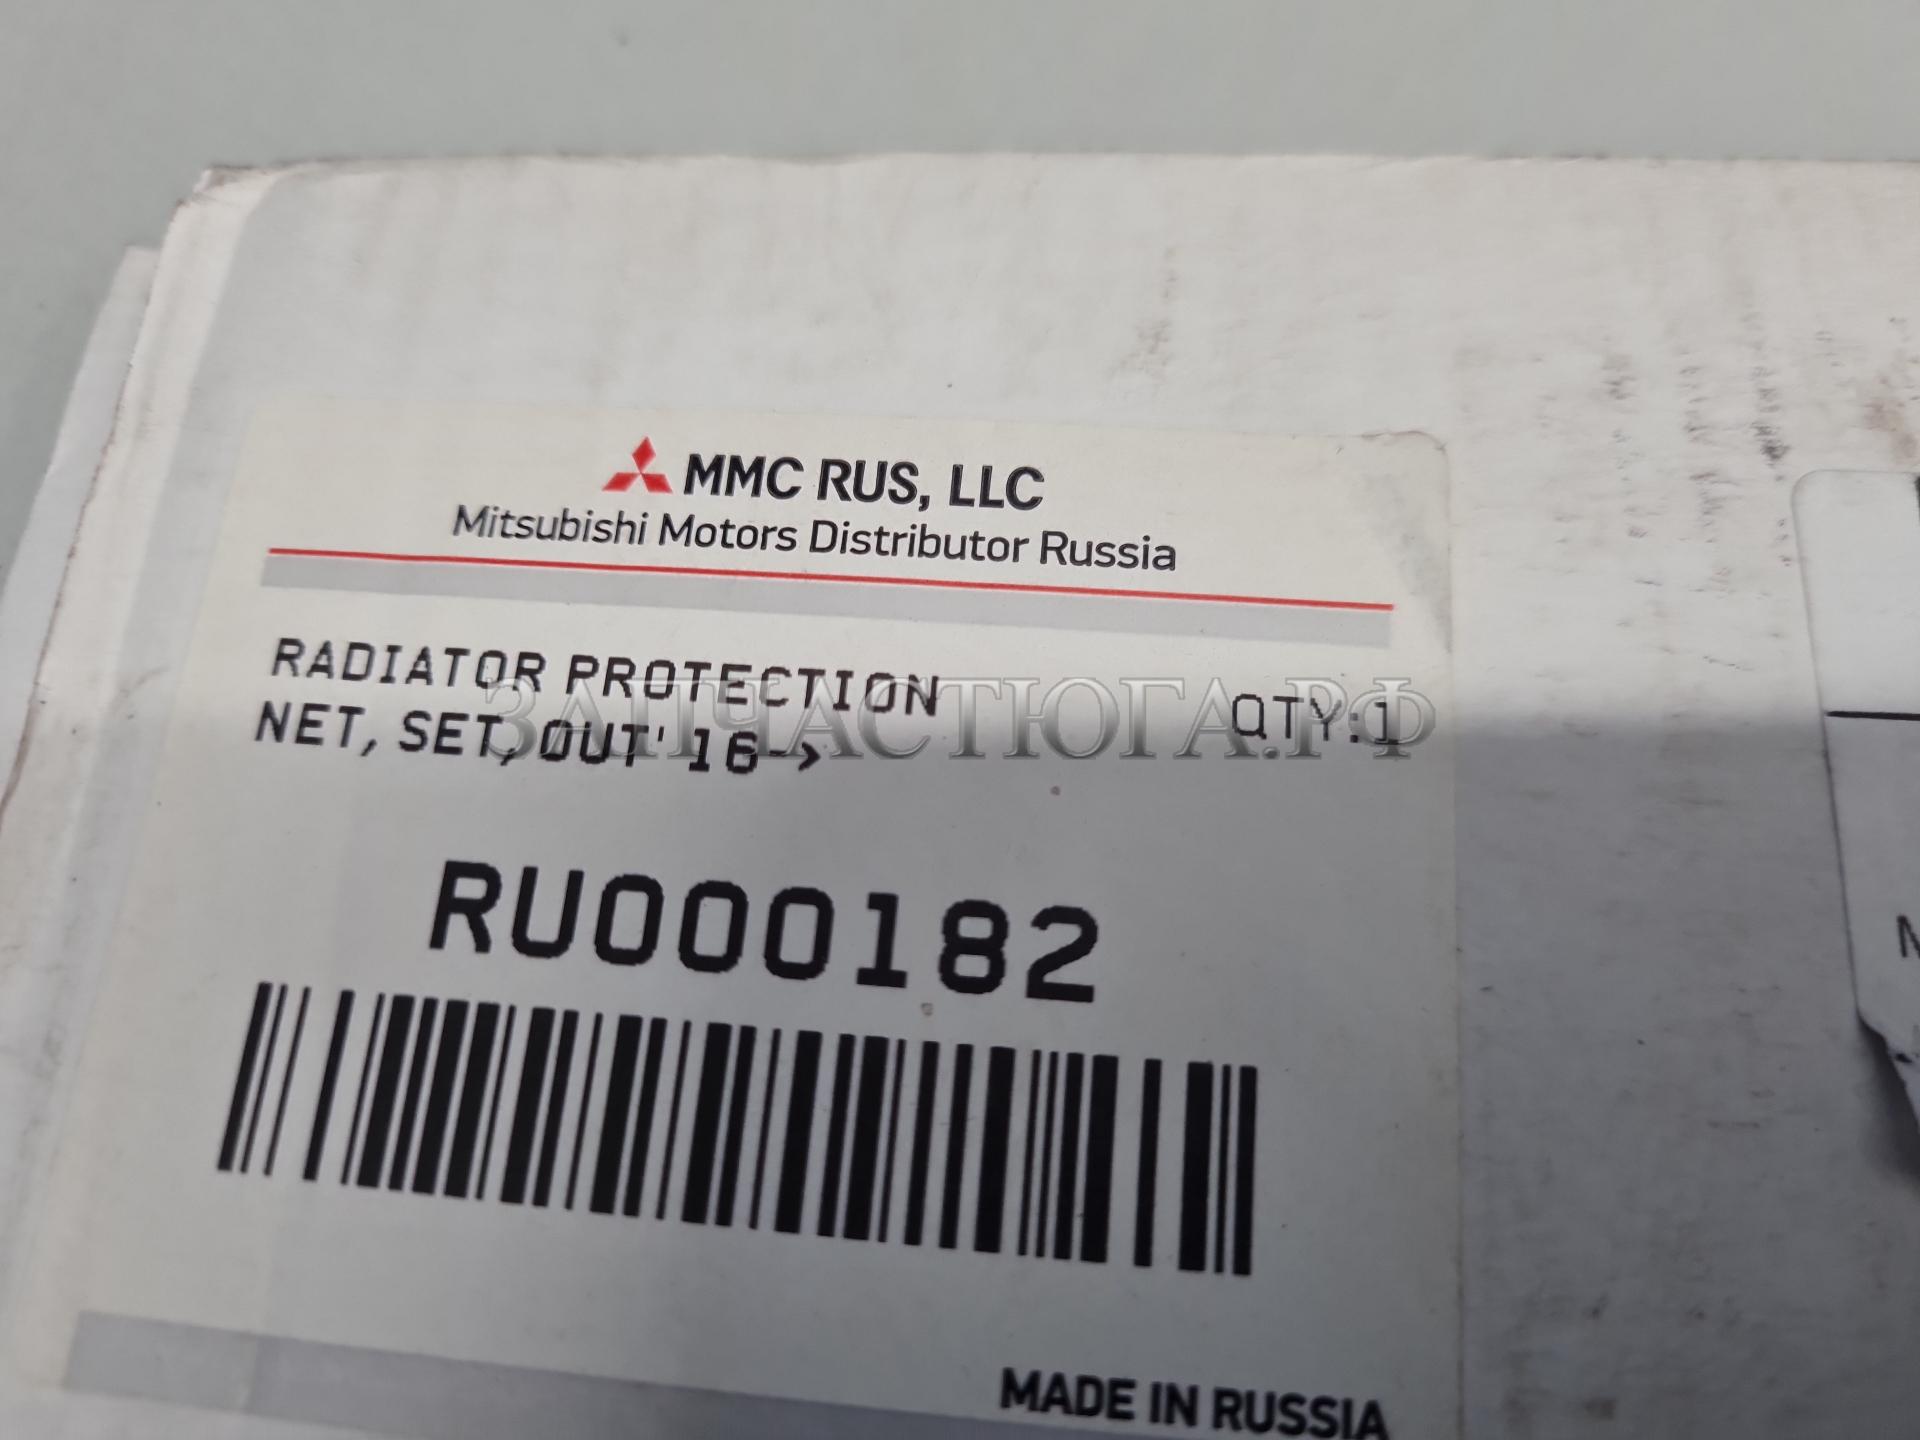 MMC RUS, LLC
Mitsubishi Motors Distributor Russia
RADIATOR PROTECTION
NET, SET, OUT' 16->
QTY:1
ЗАПЧАСТЮГА.РФ
RU000182
MADE IN RUSSIA